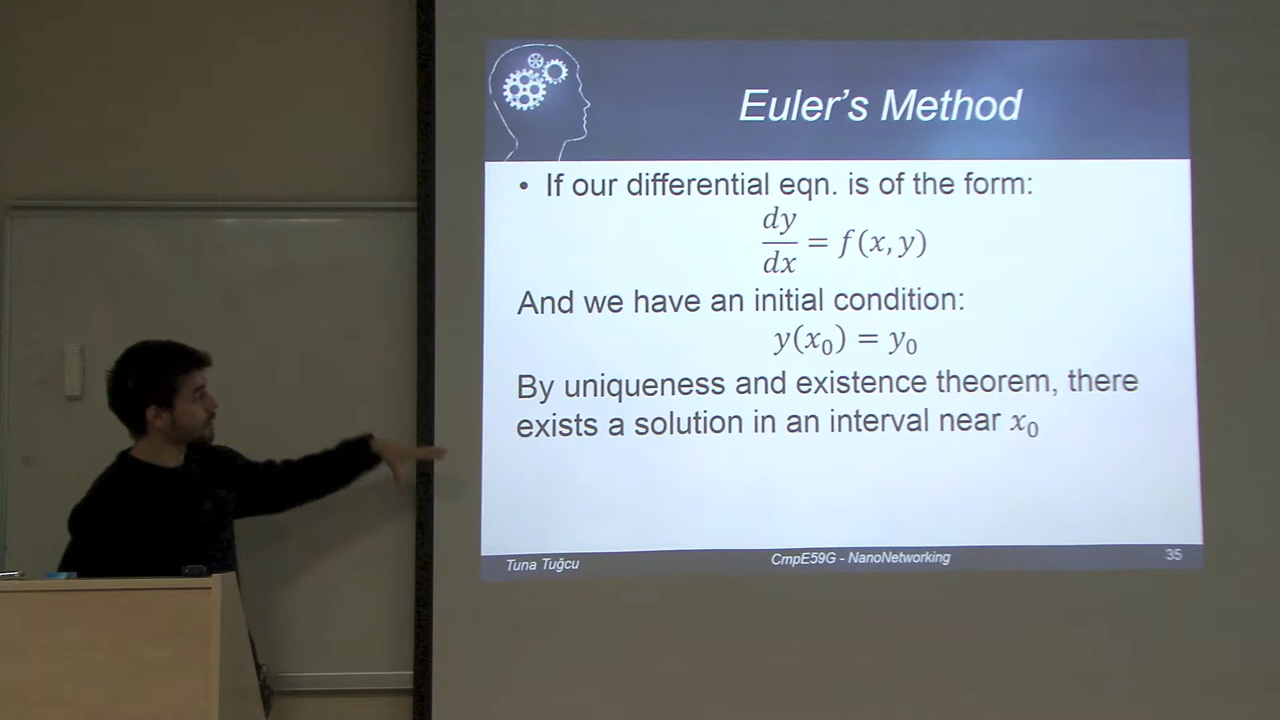 Euler's Method
• If our differential eqn. is of the form:
dy/dx = f(x, y)
And we have an initial condition:
y(x₀) = y₀
By uniqueness and existence theorem, there
exists a solution in an interval near x₀
Tuna Tuğcu
CmpE59G - NanoNetworking
35